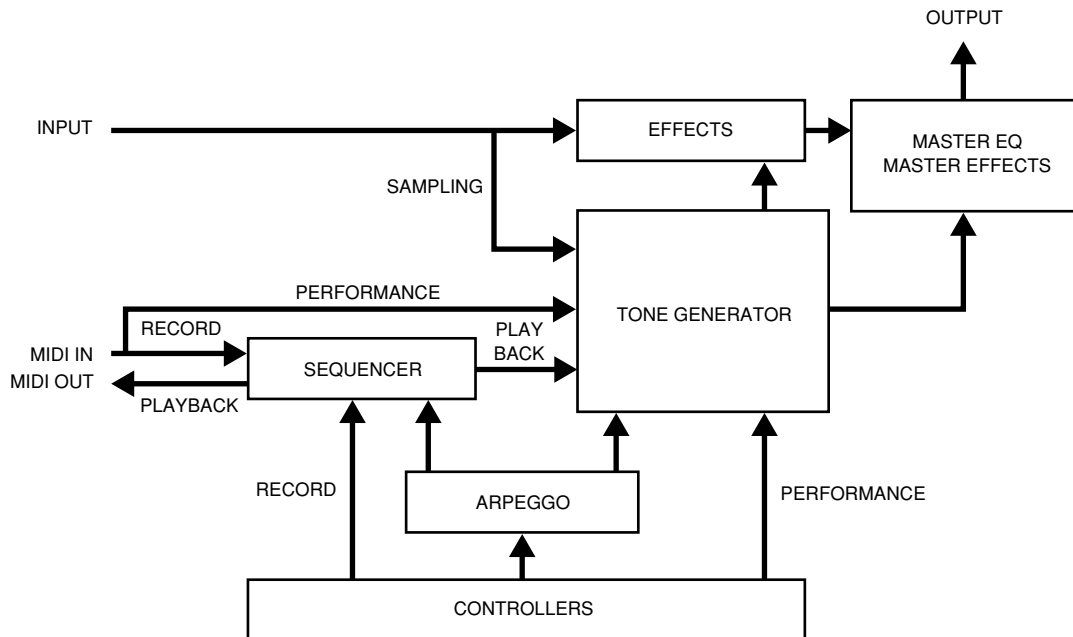 OUTPUT
INPUT
EFFECTS
MASTER EQ
MASTER EFFECTS
SAMPLING
PERFORMANCE
TONE GENERATOR
RECORD
PLAY
BACK
MIDI IN
SEQUENCER
MIDI OUT
PLAYBACK
RECORD
ARPEGGO
PERFORMANCE
CONTROLLERS